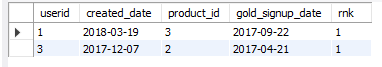 userid created_date product_id gold_signup_date rnk
1 2018-03-19 3 2017-09-22 1
3 2017-12-07 2 2017-04-21 1